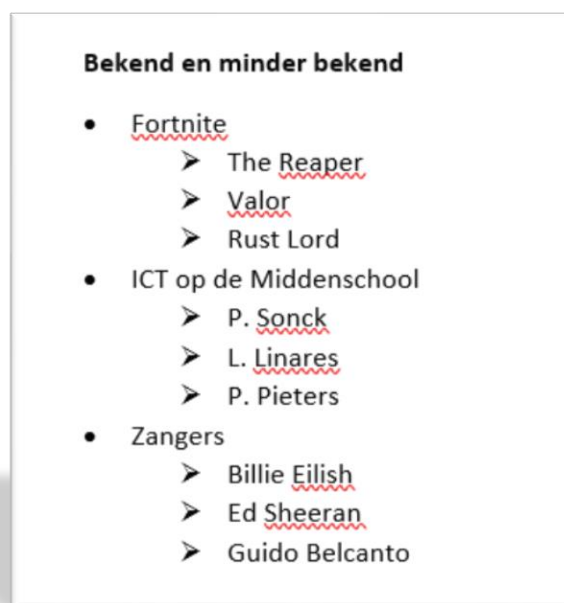 Bekend en minder bekend
• Fortnite
➢ The Reaper
➢ Valor
➢ Rust Lord
• ICT op de Middenschool
➢ P. Sonck
➢ L. Linares
➢ P. Pieters
• Zangers
➢ Billie Eilish
➢ Ed Sheeran
➢ Guido Belcanto